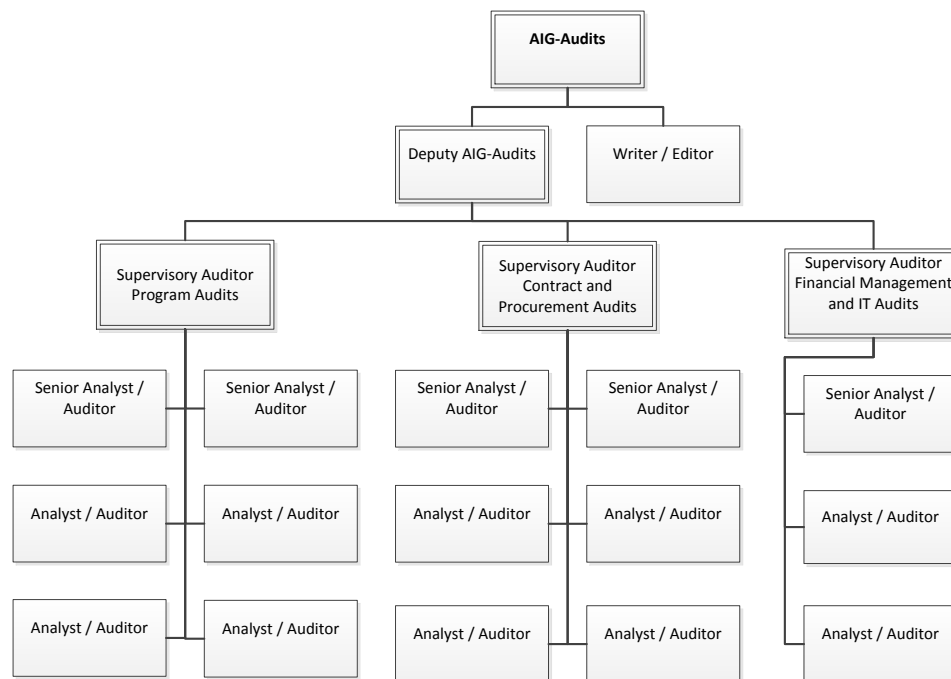 AIG-Audits
Deputy AIG-Audits
Writer / Editor
Supervisory Auditor
Program Audits
Supervisory Auditor
Contract and
Procurement Audits
Supervisory Auditor
Financial Management
and IT Audits
Senior Analyst /
Auditor
Senior Analyst /
Auditor
Senior Analyst /
Auditor
Senior Analyst /
Auditor
Senior Analyst /
Auditor
Analyst / Auditor
Analyst / Auditor
Analyst / Auditor
Analyst / Auditor
Analyst / Auditor
Analyst / Auditor
Analyst / Auditor
Analyst / Auditor
Analyst / Auditor
Analyst / Auditor